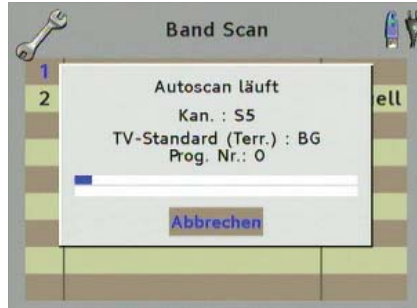 Band Scan
1
2
ell
Autoscan läuft
Kan. : S5
TV-Standard (Terr.) : BG
Prog. Nr.: 0
Abbrechen